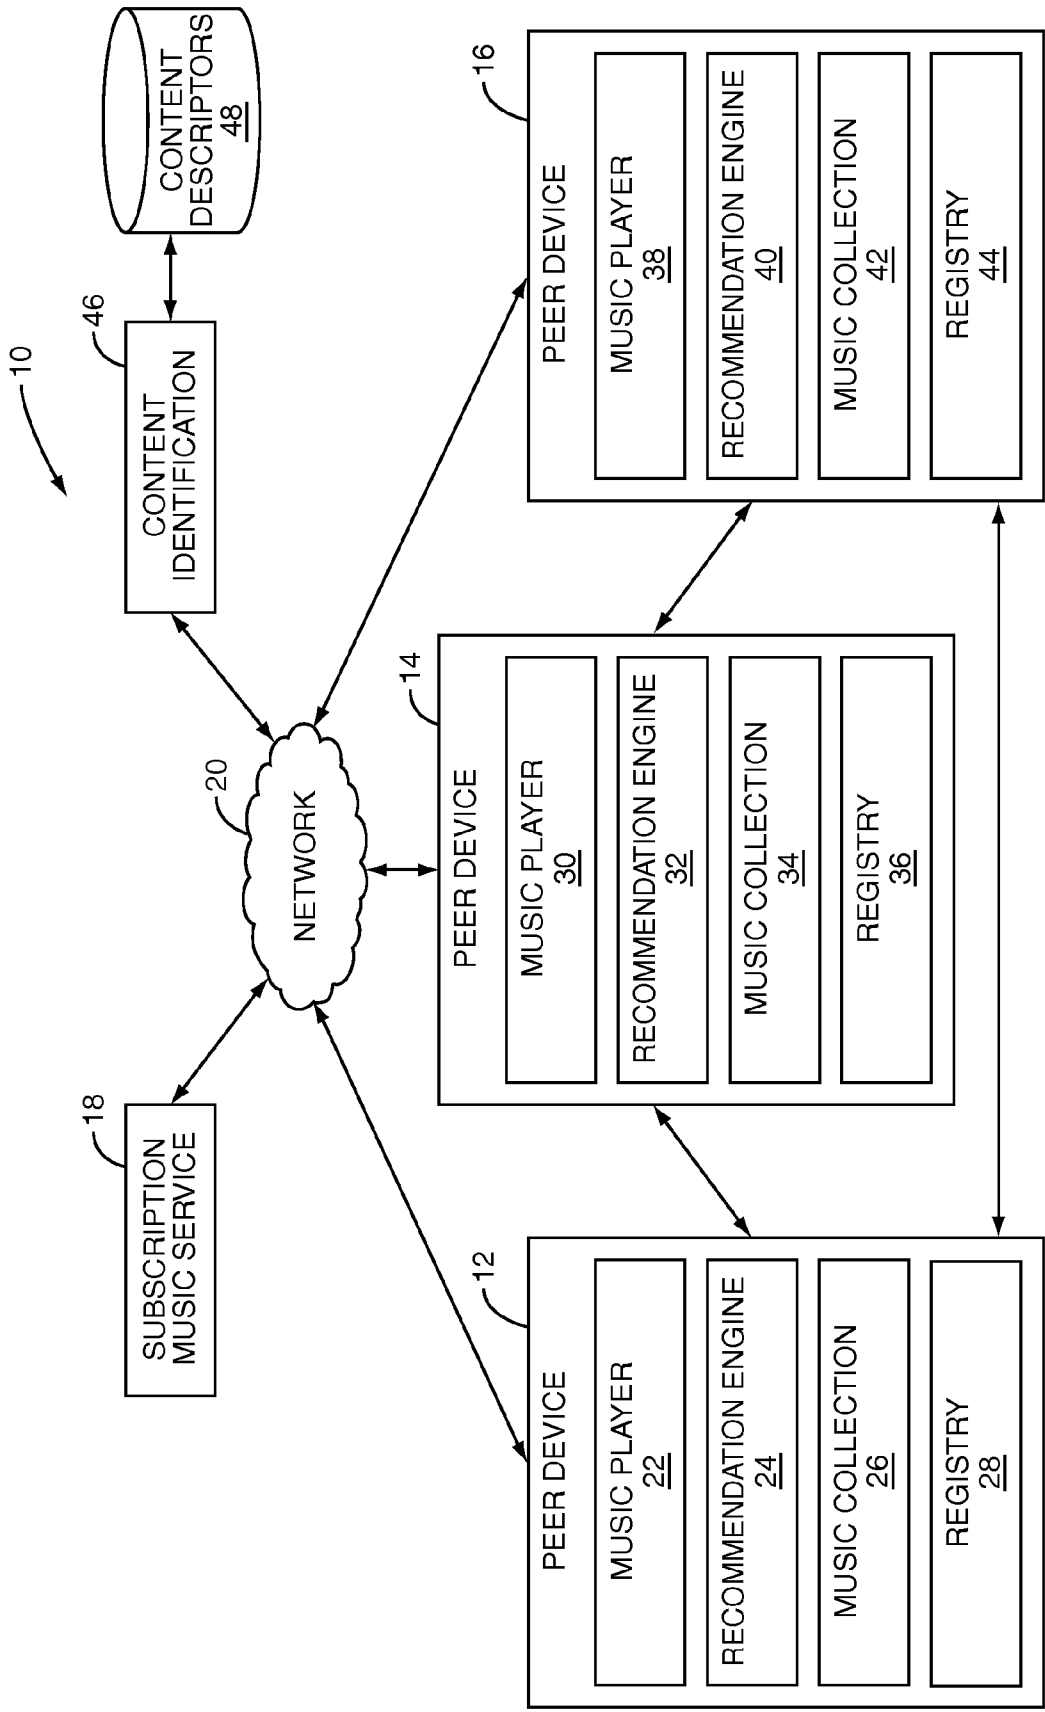 10
SUBSCRIPTION
MUSIC SERVICE
18
NETWORK
20
CONTENT
IDENTIFICATION
46
CONTENT
DESCRIPTORS
48
PEER DEVICE
12
MUSIC PLAYER
22
RECOMMENDATION ENGINE
24
MUSIC COLLECTION
26
REGISTRY
28
PEER DEVICE
14
MUSIC PLAYER
30
RECOMMENDATION ENGINE
32
MUSIC COLLECTION
34
REGISTRY
36
PEER DEVICE
16
MUSIC PLAYER
38
RECOMMENDATION ENGINE
40
MUSIC COLLECTION
42
REGISTRY
44